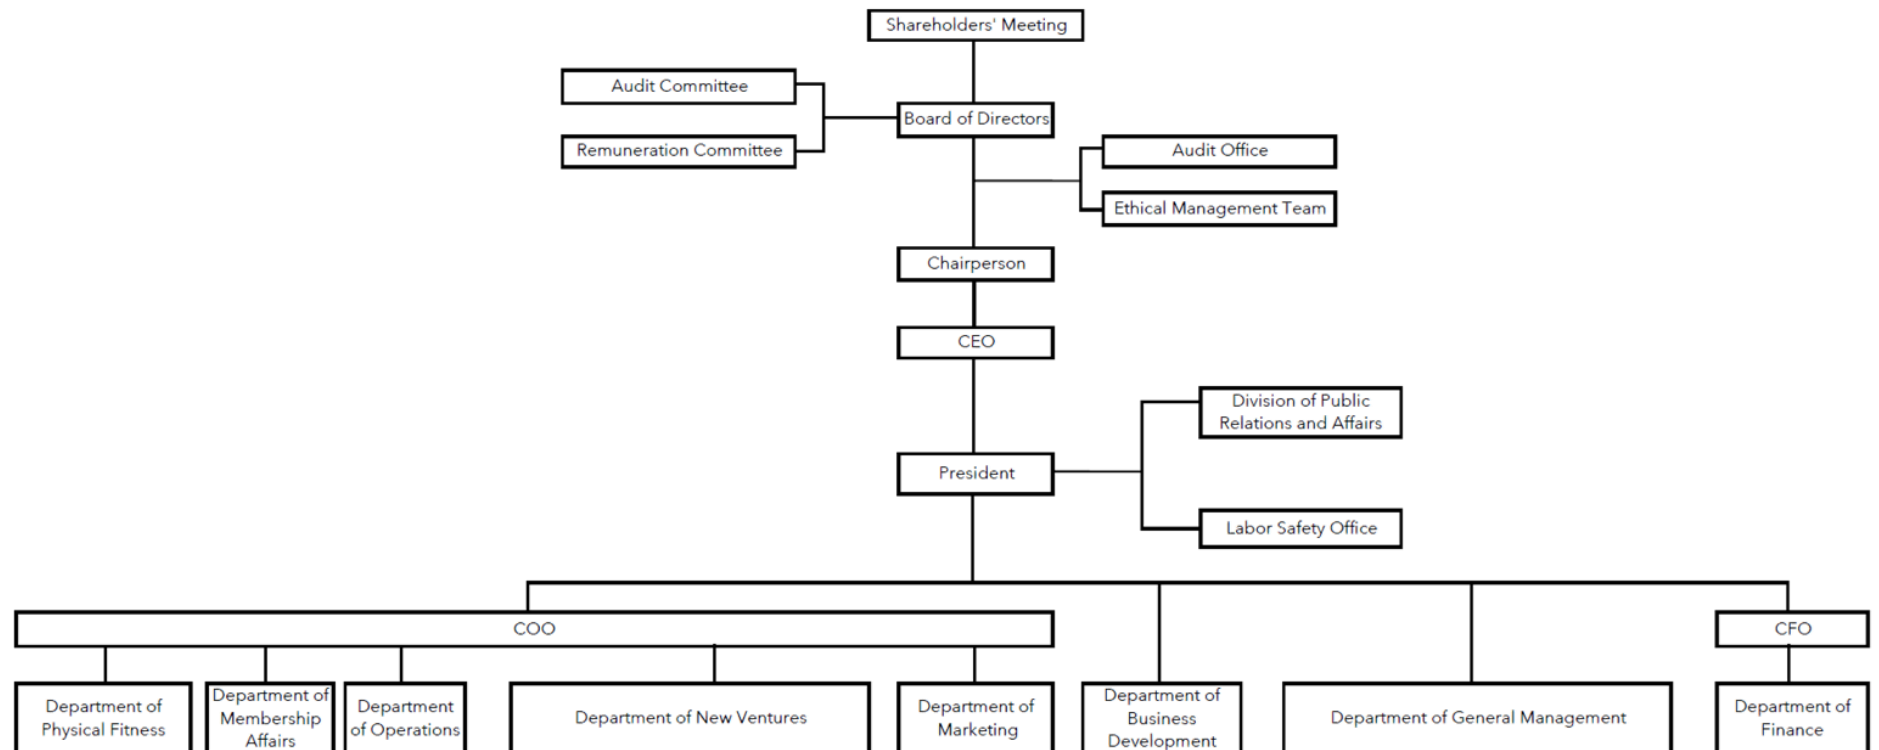 Shareholders' Meeting
Audit Committee
Board of Directors
Remuneration Committee
Audit Office
Ethical Management Team
Chairperson
CEO
Division of Public
Relations and Affairs
President
Labor Safety Office
COO
CFO
Department of
Physical Fitness
Department of
Membership
Affairs
Department
of Operations
Department of New Ventures
Department of
Marketing
Department of
Business
Development
Department of General Management
Department of
Finance